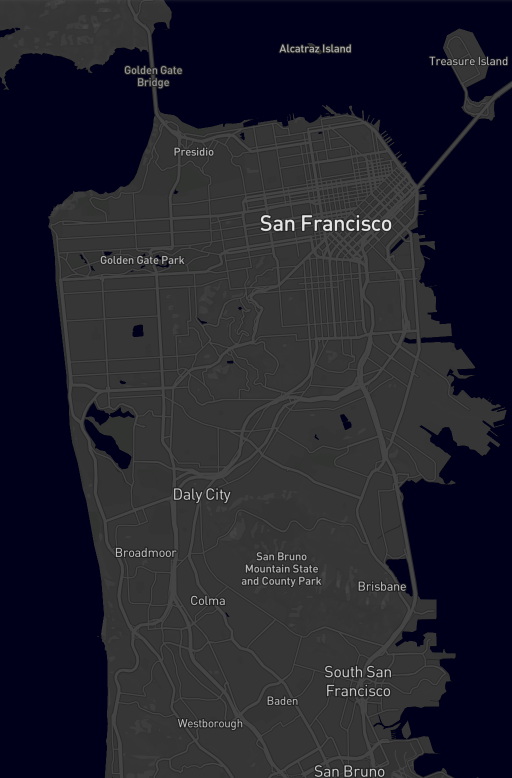 Alcatraz Island
Treasure Island
Golden Gate
Bridge
Presidio
San Francisco
Golden Gate Park
Daly City
Broadmoor
San Bruno
Mountain State
and County Park
Brisbane
Colma
South San
Francisco
Baden
Westborough
San Bruno